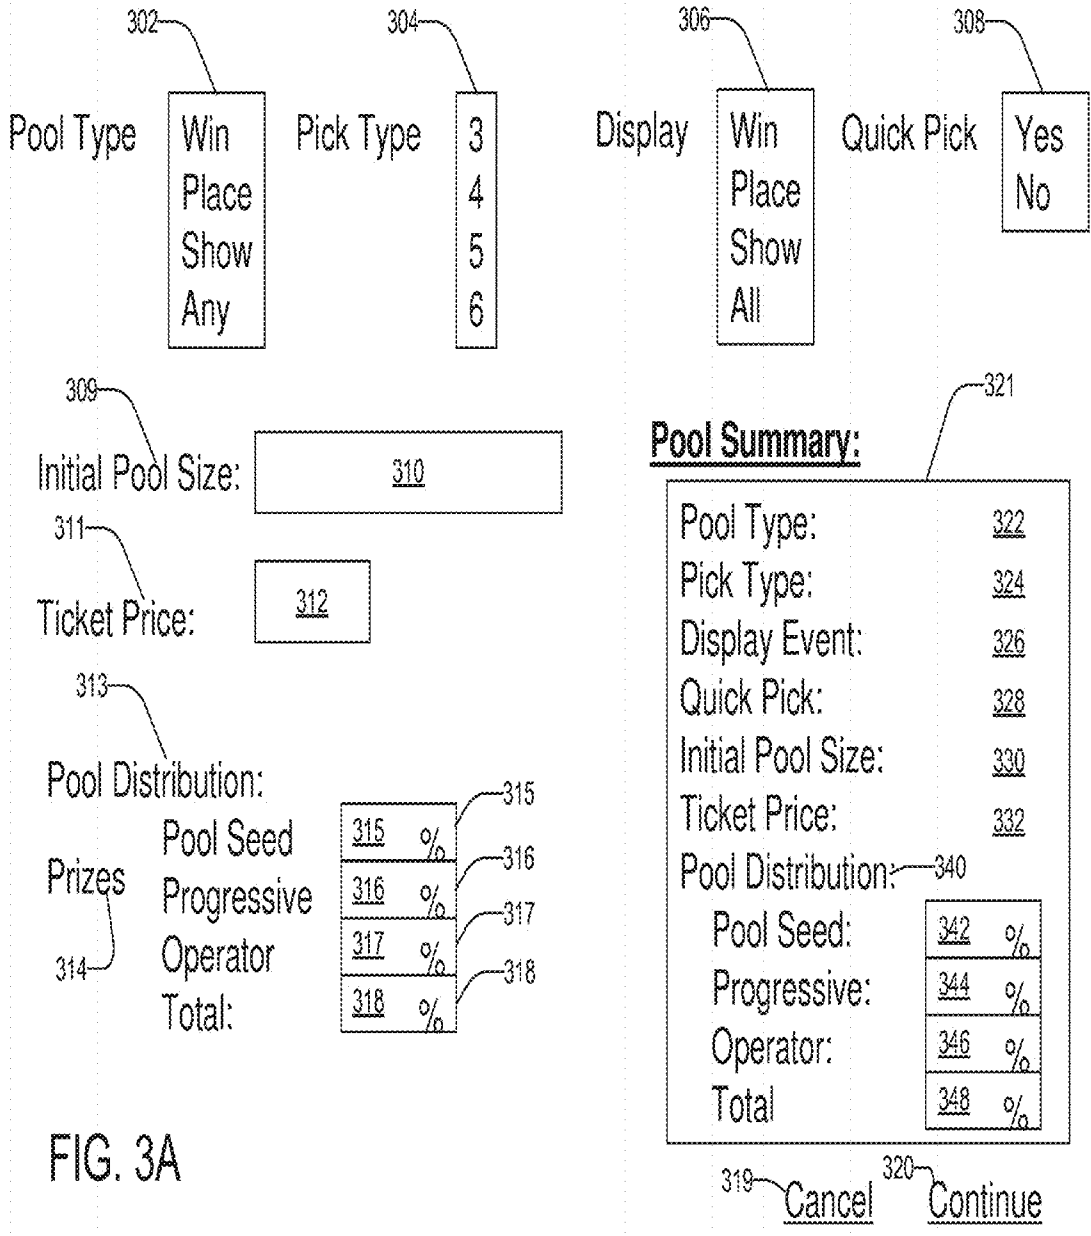 302 304 306 308
Pool Type Win Pick Type 3 Display Win Quick Pick Yes
Place 4 Place No
Show 5 Show
Any 6 All
309
Initial Pool Size: 310
311
Ticket Price: 312
313
Pool Distribution:
Pool Seed 315 % 315
Prizes
Progressive 316 % 316
314
Operator 317 % 317
Total: 318 % 318
321
Pool Summary:
Pool Type: 322
Pick Type: 324
Display Event: 326
Quick Pick: 328
Initial Pool Size: 330
Ticket Price: 332
Pool Distribution: 340
Pool Seed: 342 %
Progressive: 344 %
Operator: 346 %
Total 348 %
319 Cancel 320 Continue
FIG. 3A